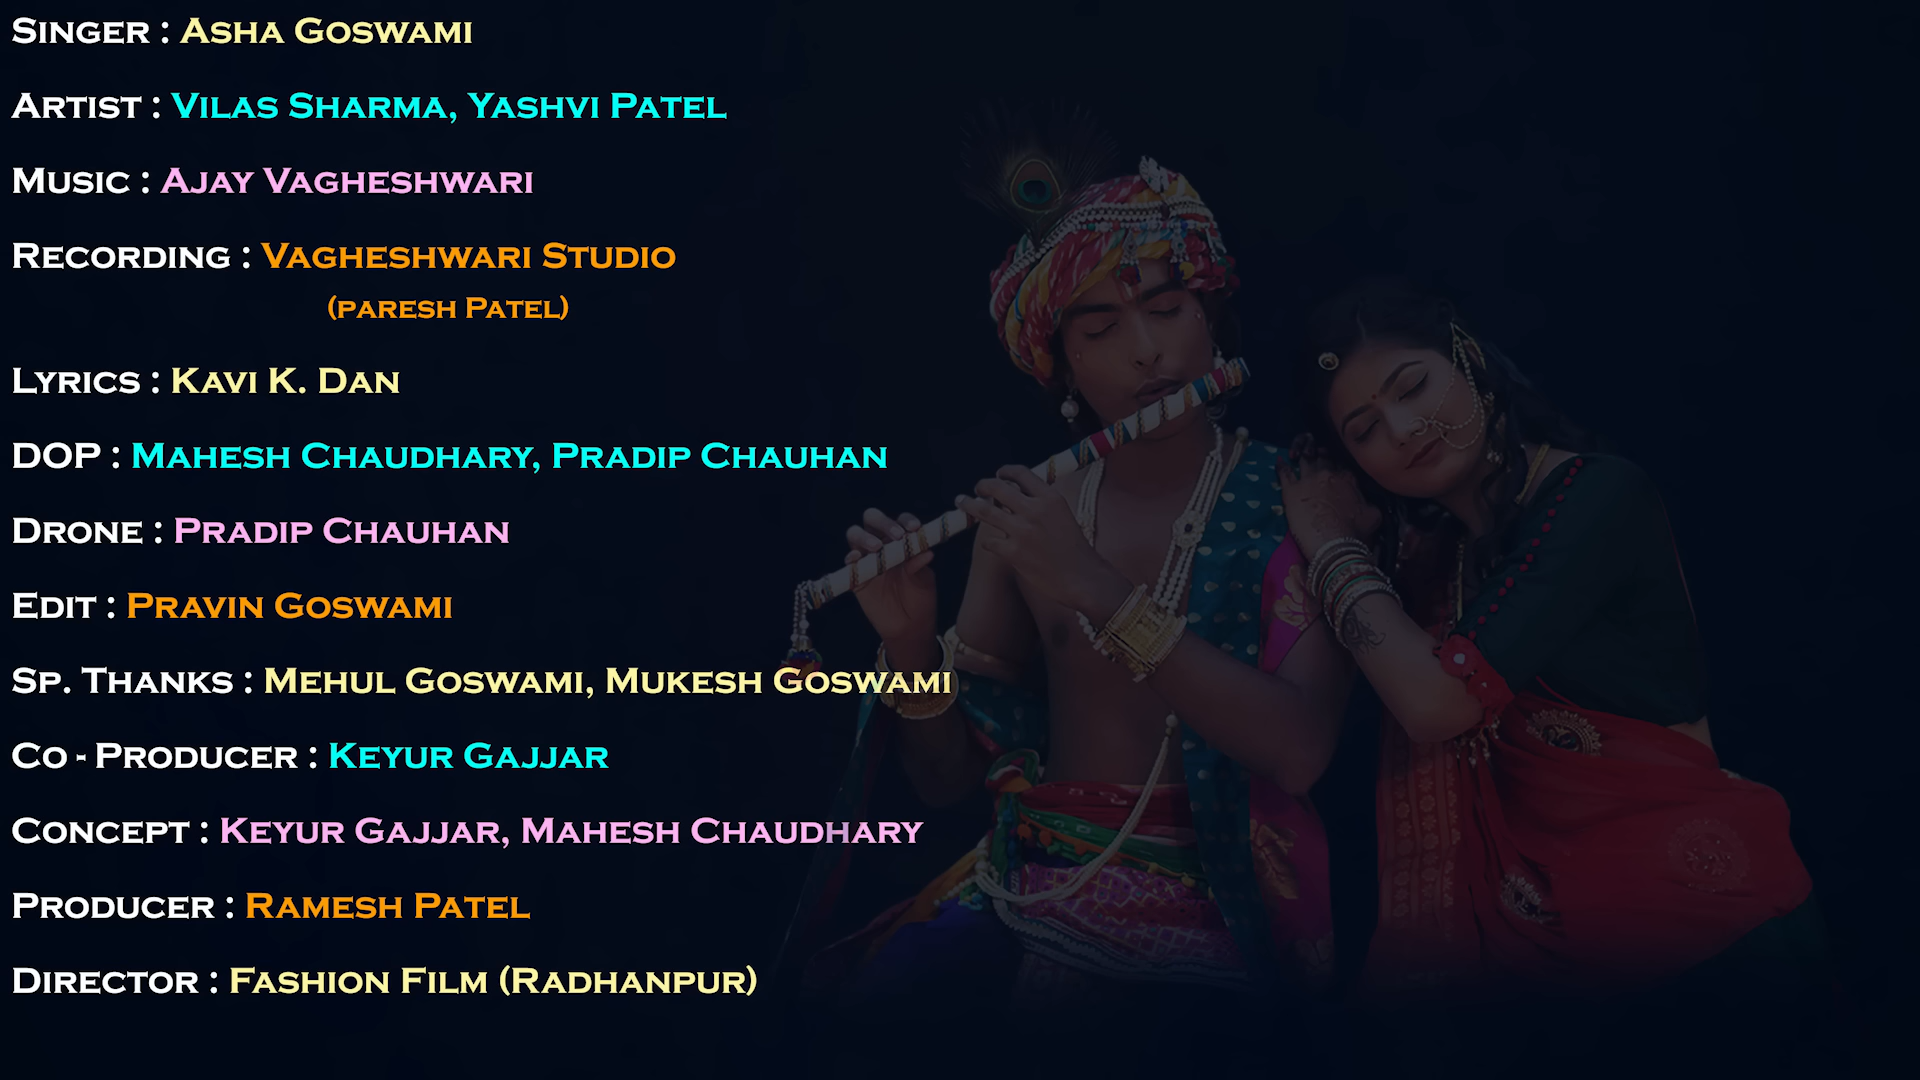 Singer : Asha Goswami
Artist : Vilas Sharma, Yashvi Patel
Music : Ajay Vagheshwari
Recording : Vagheshwari Studio
(paresh Patel)
Lyrics : Kavi K. Dan
DOP : Mahesh Chaudhary, Pradip Chauhan
Drone : Pradip Chauhan
Edit : Pravin Goswami
Sp. Thanks : Mehul Goswami, Mukesh Goswami
Co - Producer : Keyur Gajjar
Concept : Keyur Gajjar, Mahesh Chaudhary
Producer : Ramesh Patel
Director : Fashion Film (Radhanpur)